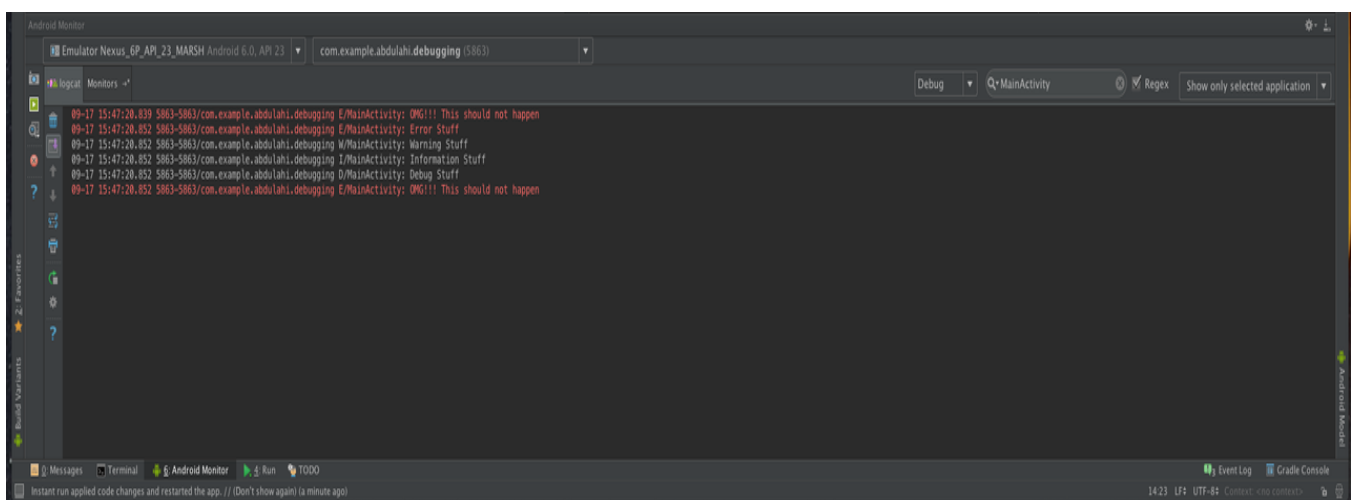 Android Monitor
Emulator Nexus_6P_API_23_MARSH Android 6.0, API 23 com.example.abdulahi.debugging (5863)
logcat Monitors Debug MainActivity Regex Show only selected application
09-17 15:47:20.839 5863-5863/com.example.abdulahi.debugging E/MainActivity: OMG!!! This should not happen
09-17 15:47:20.852 5863-5863/com.example.abdulahi.debugging E/MainActivity: Error Stuff
09-17 15:47:20.852 5863-5863/com.example.abdulahi.debugging W/MainActivity: Warning Stuff
09-17 15:47:20.852 5863-5863/com.example.abdulahi.debugging I/MainActivity: Information Stuff
09-17 15:47:20.852 5863-5863/com.example.abdulahi.debugging D/MainActivity: Debug Stuff
09-17 15:47:20.852 5863-5863/com.example.abdulahi.debugging E/MainActivity: OMG!!! This should not happen
2: Favorites
Build Variants
Android Model
0: Messages Terminal 6: Android Monitor 4: Run TODO Event Log Gradle Console
Instant run applied code changes and restarted the app. // (Don't show again) (a minute ago) 14:23 LF UTF-8 Context: <no context>